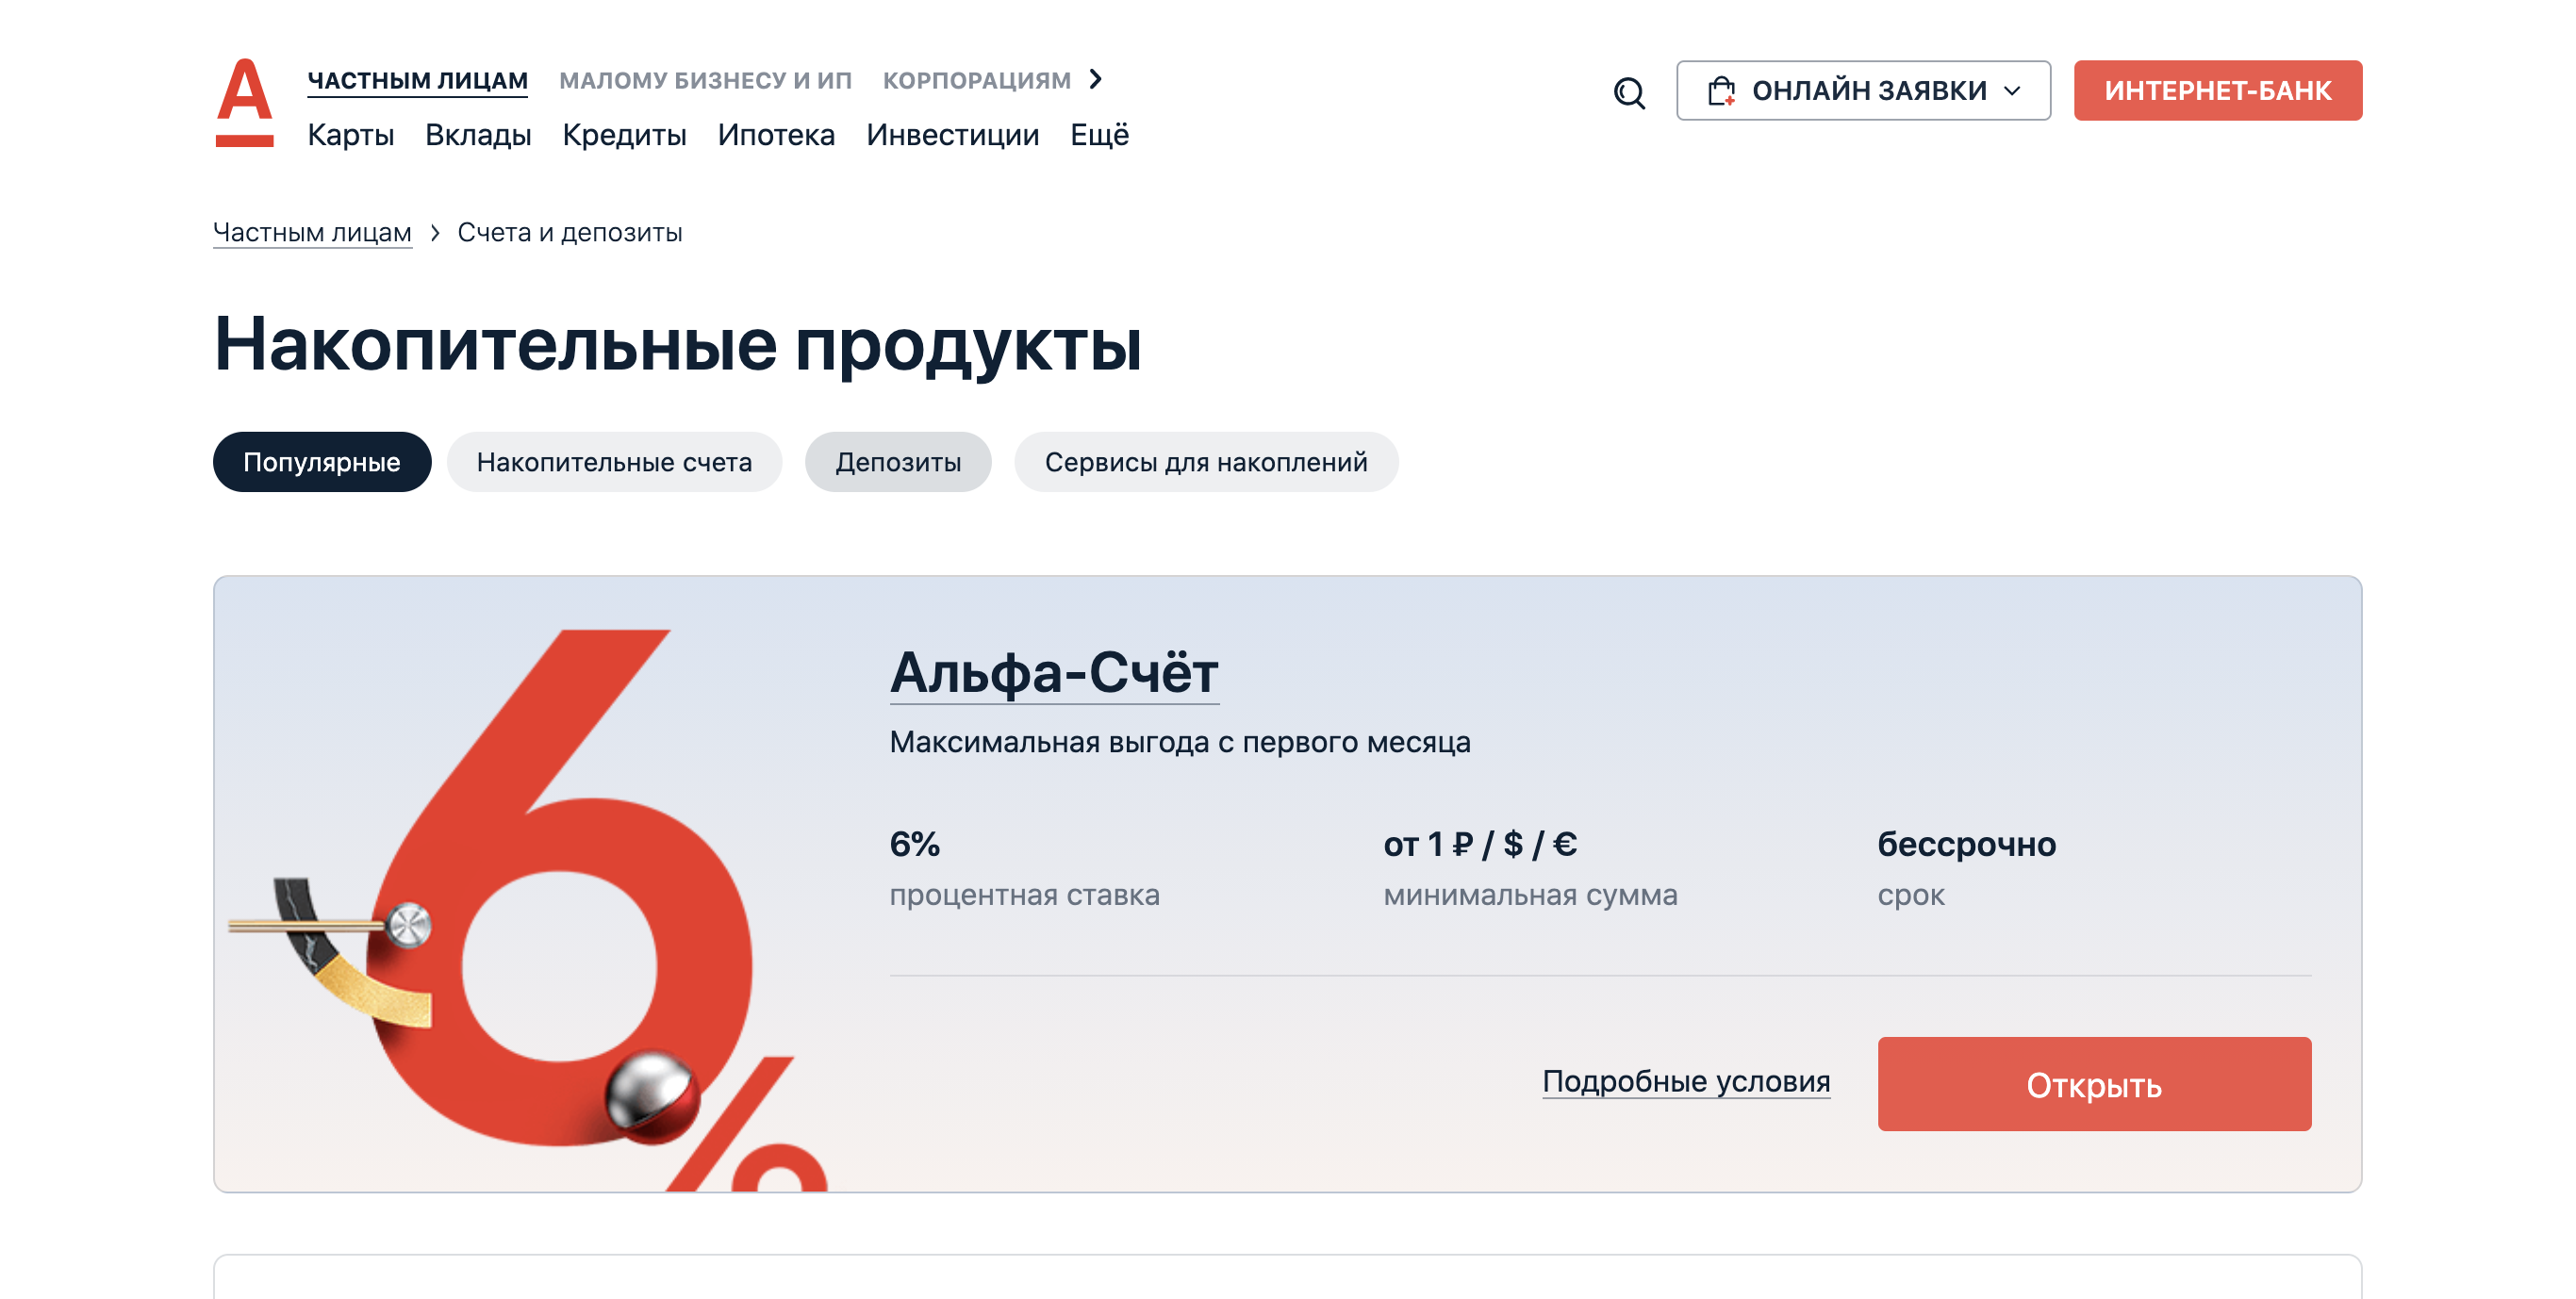 А
ЧАСТНЫМ ЛИЦАМ МАЛОМУ БИЗНЕСУ И ИП КОРПОРАЦИЯМ
Карты Вклады Кредиты Ипотека Инвестиции Ещё
ОНЛАЙН ЗАЯВКИ
ИНТЕРНЕТ-БАНК
Частным лицам Счета и депозиты
Накопительные продукты
Популярные Накопительные счета Депозиты Сервисы для накоплений
6%
Альфа-Счёт
Максимальная выгода с первого месяца
6% от 1 ₽ / $ / € бессрочно
процентная ставка минимальная сумма срок
Подробные условия Открыть